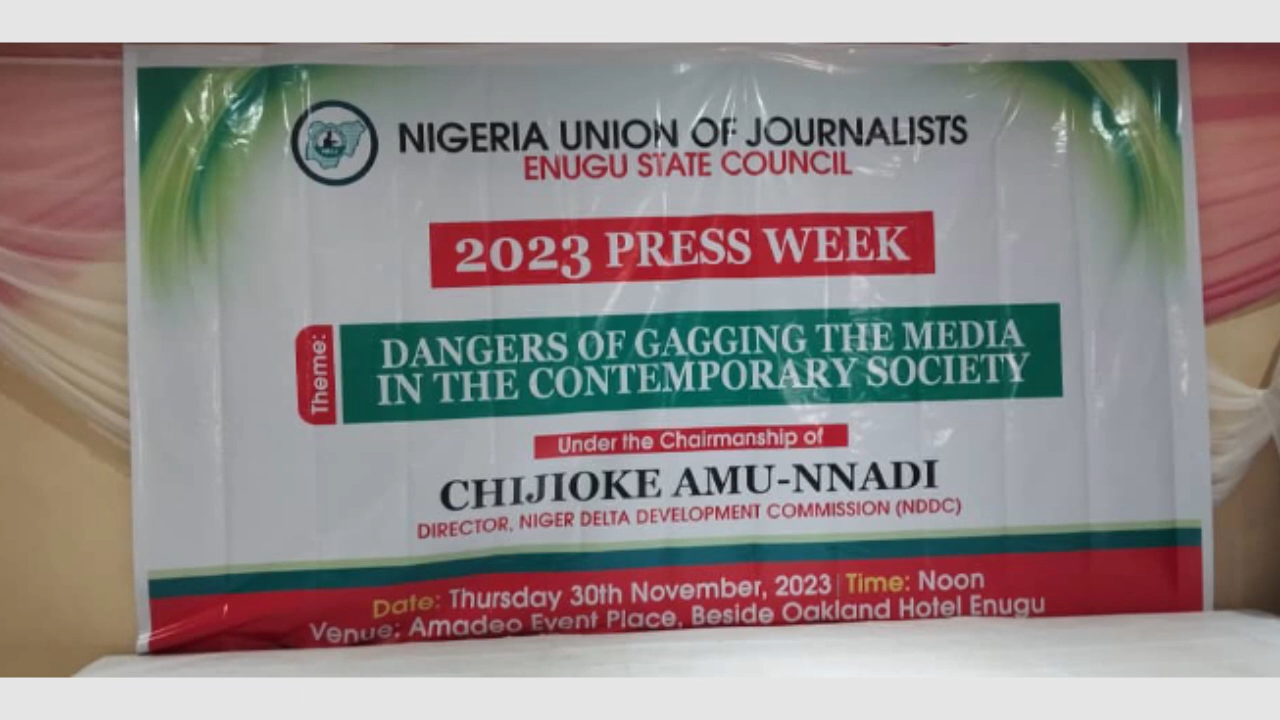 NIGERIA UNION OF JOURNALISTS
ENUGU STATE COUNCIL
2023 PRESS WEEK
Theme:
DANGERS OF GAGGING THE MEDIA
IN THE CONTEMPORARY SOCIETY
Under the Chairmanship of
CHIJIOKE AMU-NNADI
DIRECTOR, NIGER DELTA DEVELOPMENT COMMISSION (NDDC)
Date: Thursday 30th November, 2023 | Time: Noon
Venue: Amadeo Event Place, Beside Oakland Hotel Enugu